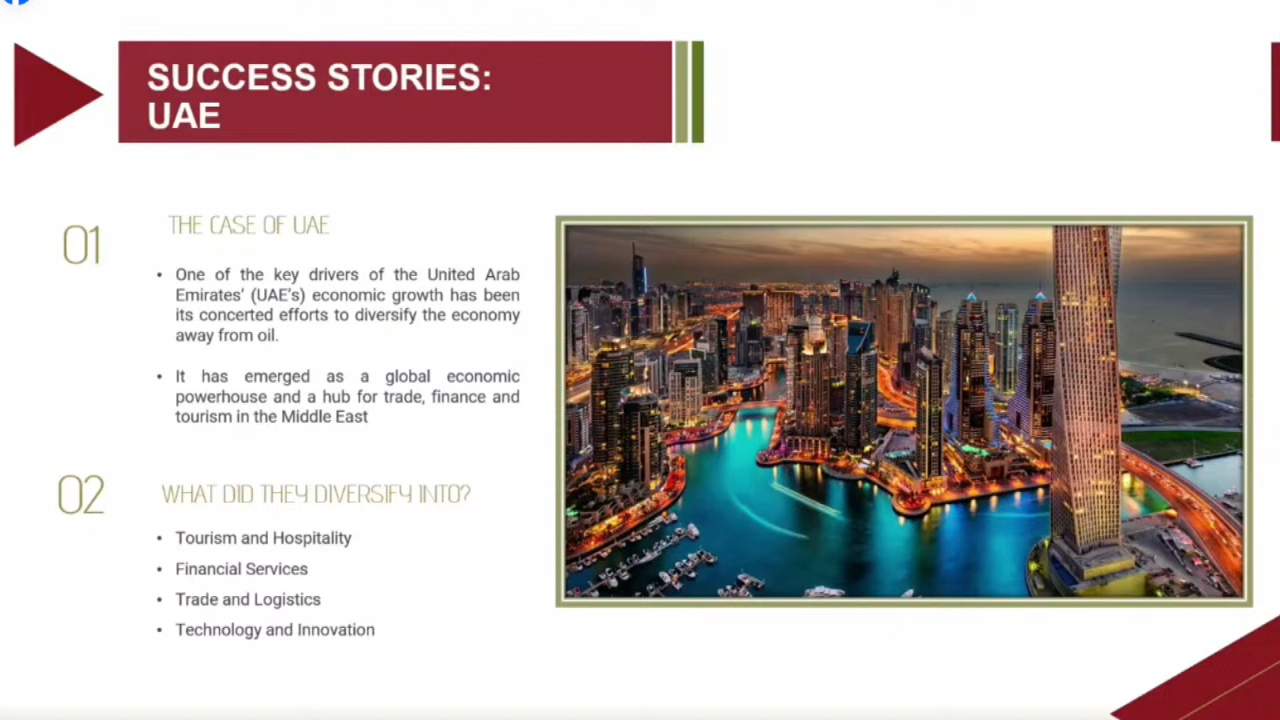 SUCCESS STORIES:
UAE
01
THE CASE OF UAE
• One of the key drivers of the United Arab
Emirates' (UAE's) economic growth has been
its concerted efforts to diversify the economy
away from oil.
• It has emerged as a global economic
powerhouse and a hub for trade, finance and
tourism in the Middle East
02
WHAT DID THEY DIVERSIFY INTO?
• Tourism and Hospitality
• Financial Services
• Trade and Logistics
• Technology and Innovation